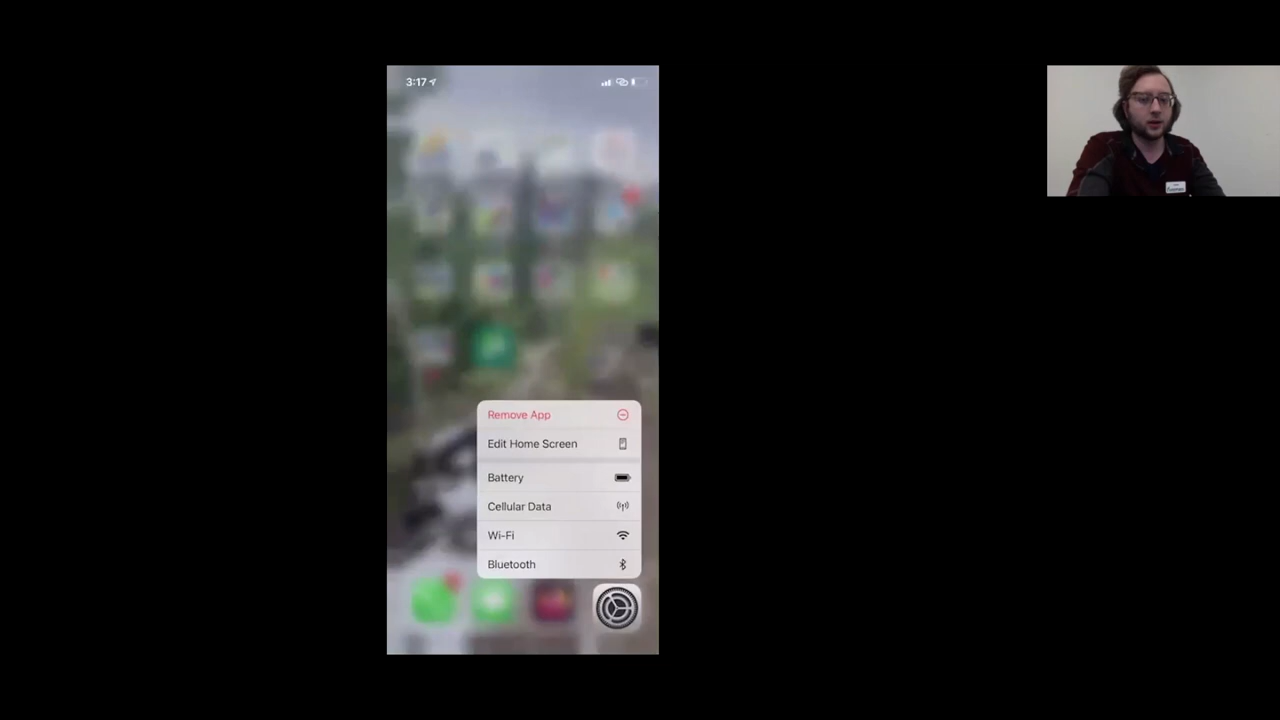 3:17
Remove App
Edit Home Screen
Battery
Cellular Data
Wi-Fi
Bluetooth